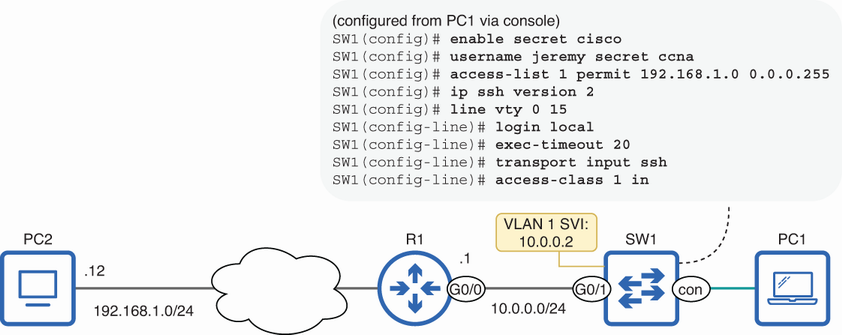 (configured from PC1 via console)
SW1(config)# enable secret cisco
SW1(config)# username jeremy secret ccna
SW1(config)# access-list 1 permit 192.168.1.0 0.0.0.255
SW1(config)# ip ssh version 2
SW1(config)# line vty 0 15
SW1(config-line)# login local
SW1(config-line)# exec-timeout 20
SW1(config-line)# transport input ssh
SW1(config-line)# access-class 1 in
VLAN 1 SVI:
10.0.0.2
PC2
R1
SW1
PC1
.12
.1
G0/0
G0/1
con
192.168.1.0/24
10.0.0.0/24